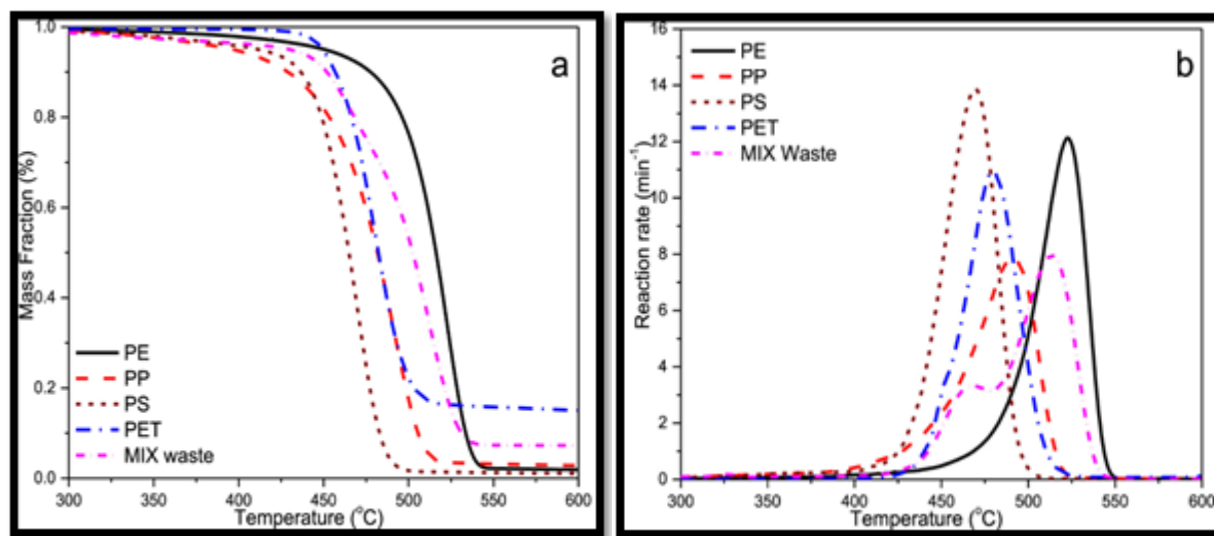 1.0
0.8
0.6
0.4
0.2
0.0
Mass Fraction (%)
a
PE
PP
PS
PET
MIX waste
300
350
400
450
500
550
600
Temperature (°C)
16
14
12
10
8
6
4
2
0
Reaction rate (min⁻¹)
b
PE
PP
PS
PET
MIX Waste
300
350
400
450
500
550
600
Temperature (°C)